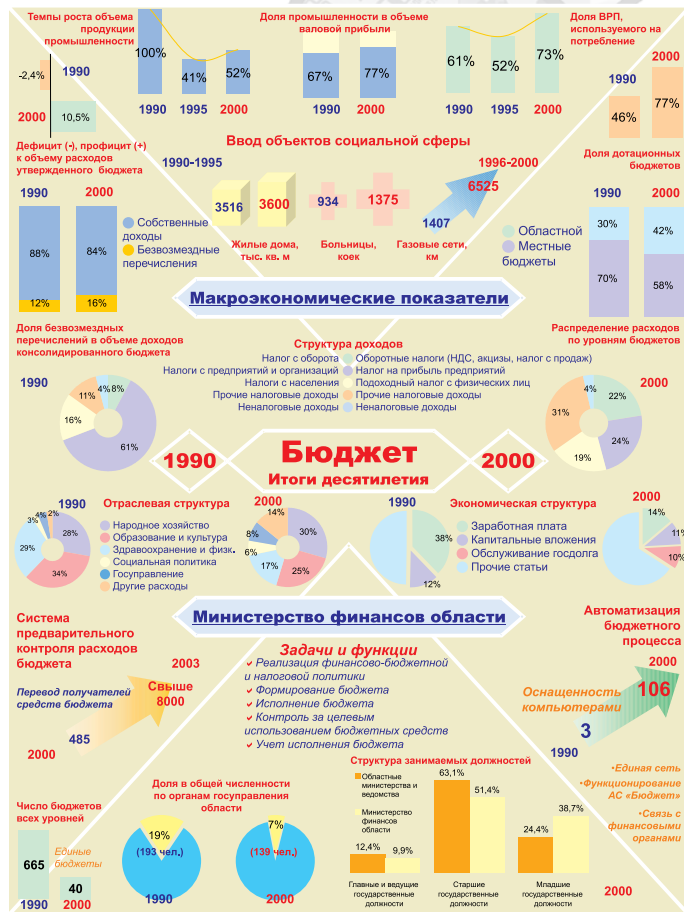 Темпы роста объема
продукции
промышленности
100%
41%
52%
1990
1995
2000
Доля промышленности в объеме
валовой прибыли
67%
77%
1990
2000
61%
52%
73%
1990
1995
2000
Доля ВРП,
используемого на
потребление
1990
2000
46%
77%
-2,4%
1990
2000
10,5%
Дефицит (-), профицит (+)
к объему расходов
утвержденного бюджета
1990
2000
88%
84%
12%
16%
Собственные
доходы
Безвозмездные
перечисления
Ввод объектов социальной сферы
1990-1995
1996-2000
3516
3600
934
1375
1407
6525
Жилые дома,
тыс. кв. м
Больницы,
коек
Газовые сети,
км
Доля дотационных
бюджетов
1990
2000
30%
42%
70%
58%
Областной
Местные
бюджеты
Макроэкономические показатели
Доля безвозмездных
перечислений в объеме доходов
консолидированного бюджета
Распределение расходов
по уровням бюджетов
Структура доходов
Налог с оборота
Оборотные налоги (НДС, акцизы, налог с продаж)
Налоги с предприятий и организаций
Налог на прибыль предприятий
Налоги с населения
Подоходный налог с физических лиц
Прочие налоговые доходы
Прочие налоговые доходы
Неналоговые доходы
Неналоговые доходы
1990
4%
8%
11%
16%
61%
2000
4%
22%
31%
24%
19%
1990
Бюджет
Итоги десятилетия
2000
Отраслевая структура
1990
4%
2%
3%
28%
29%
34%
Народное хозяйство
Образование и культура
Здравоохранение и физк.
Социальная политика
Госуправление
Другие расходы
2000
14%
8%
30%
6%
17%
25%
Экономическая структура
1990
38%
12%
Заработная плата
Капитальные вложения
Обслуживание госдолга
Прочие статьи
2000
14%
11%
10%
Министерство финансов области
Система
предварительного
контроля расходов
бюджета
2003
Перевод получателей
средств бюджета
Свыше
8000
485
2000
Задачи и функции
Реализация финансово-бюджетной
и налоговой политики
Формирование бюджета
Исполнение бюджета
Контроль за целевым
использованием бюджетных средств
Учет исполнения бюджета
Автоматизация
бюджетного
процесса
2000
Оснащенность
компьютерами
106
3
1990
•Единая сеть
•Функционирование
АС «Бюджет»
•Связь с
финансовыми
органами
2000
Число бюджетов
всех уровней
665
Единые
бюджеты
40
1990
2000
Доля в общей численности
по органам госуправления
области
19%
(193 чел.)
1990
7%
(139 чел.)
2000
Структура занимаемых должностей
Областные
министерства и
ведомства
Министерство
финансов
области
12,4%
9,9%
63,1%
51,4%
24,4%
38,7%
Главные и ведущие
государственные
должности
Старшие
государственные
должности
Младшие
государственные
должности